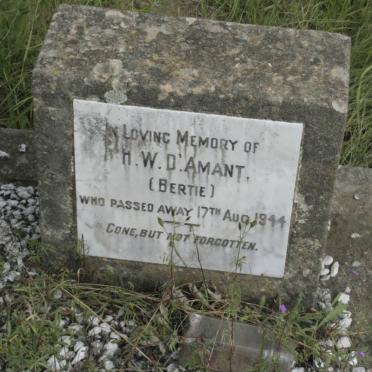 IN LOVING MEMORY OF
H. W. D'AMANT,
(BERTIE)
WHO PASSED AWAY 17TH AUG. 1944
GONE, BUT NOT FORGOTTEN.